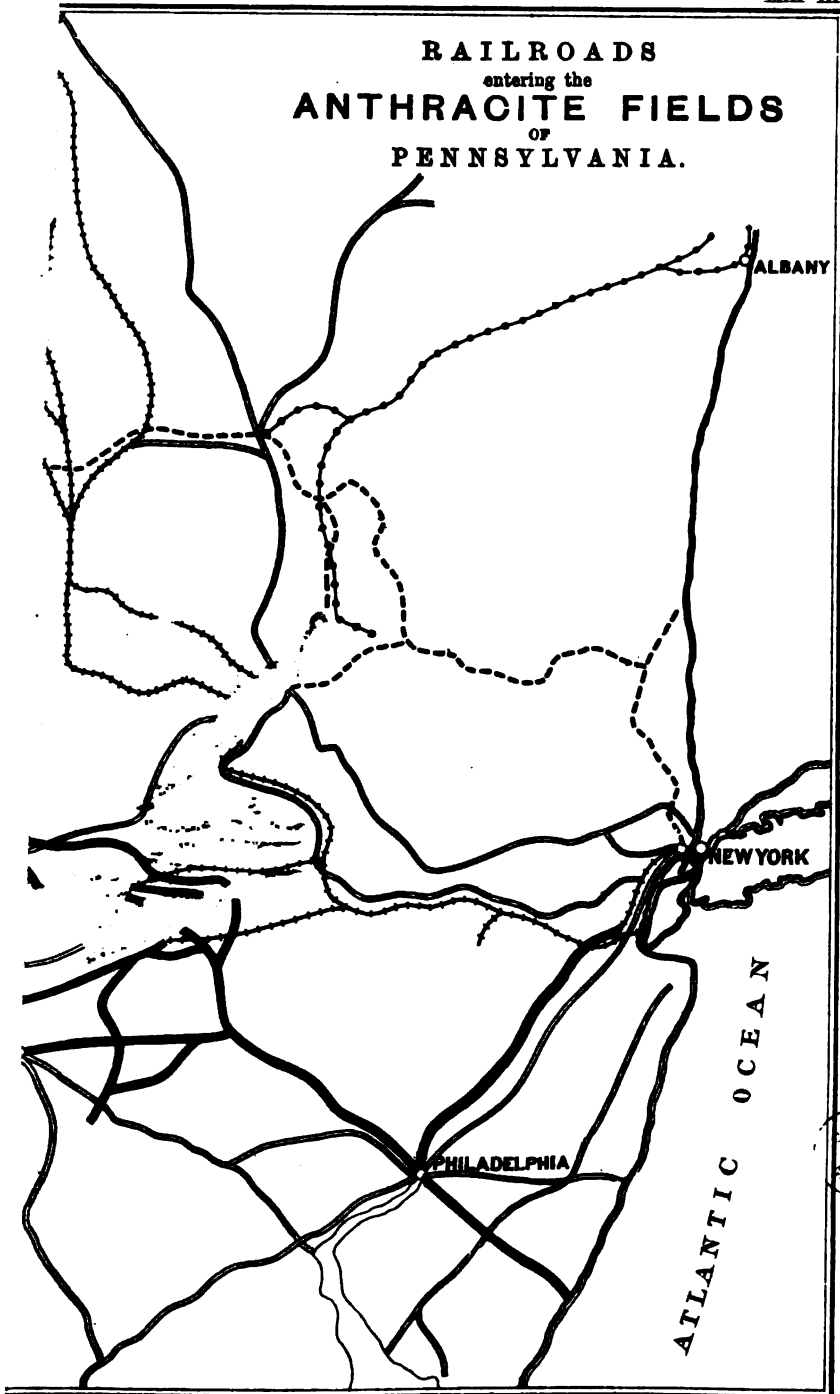 RAILROADS
entering the
ANTHRACITE FIELDS
OF
PENNSYLVANIA.
ALBANY
NEW YORK
PHILADELPHIA
ATLANTIC OCEAN